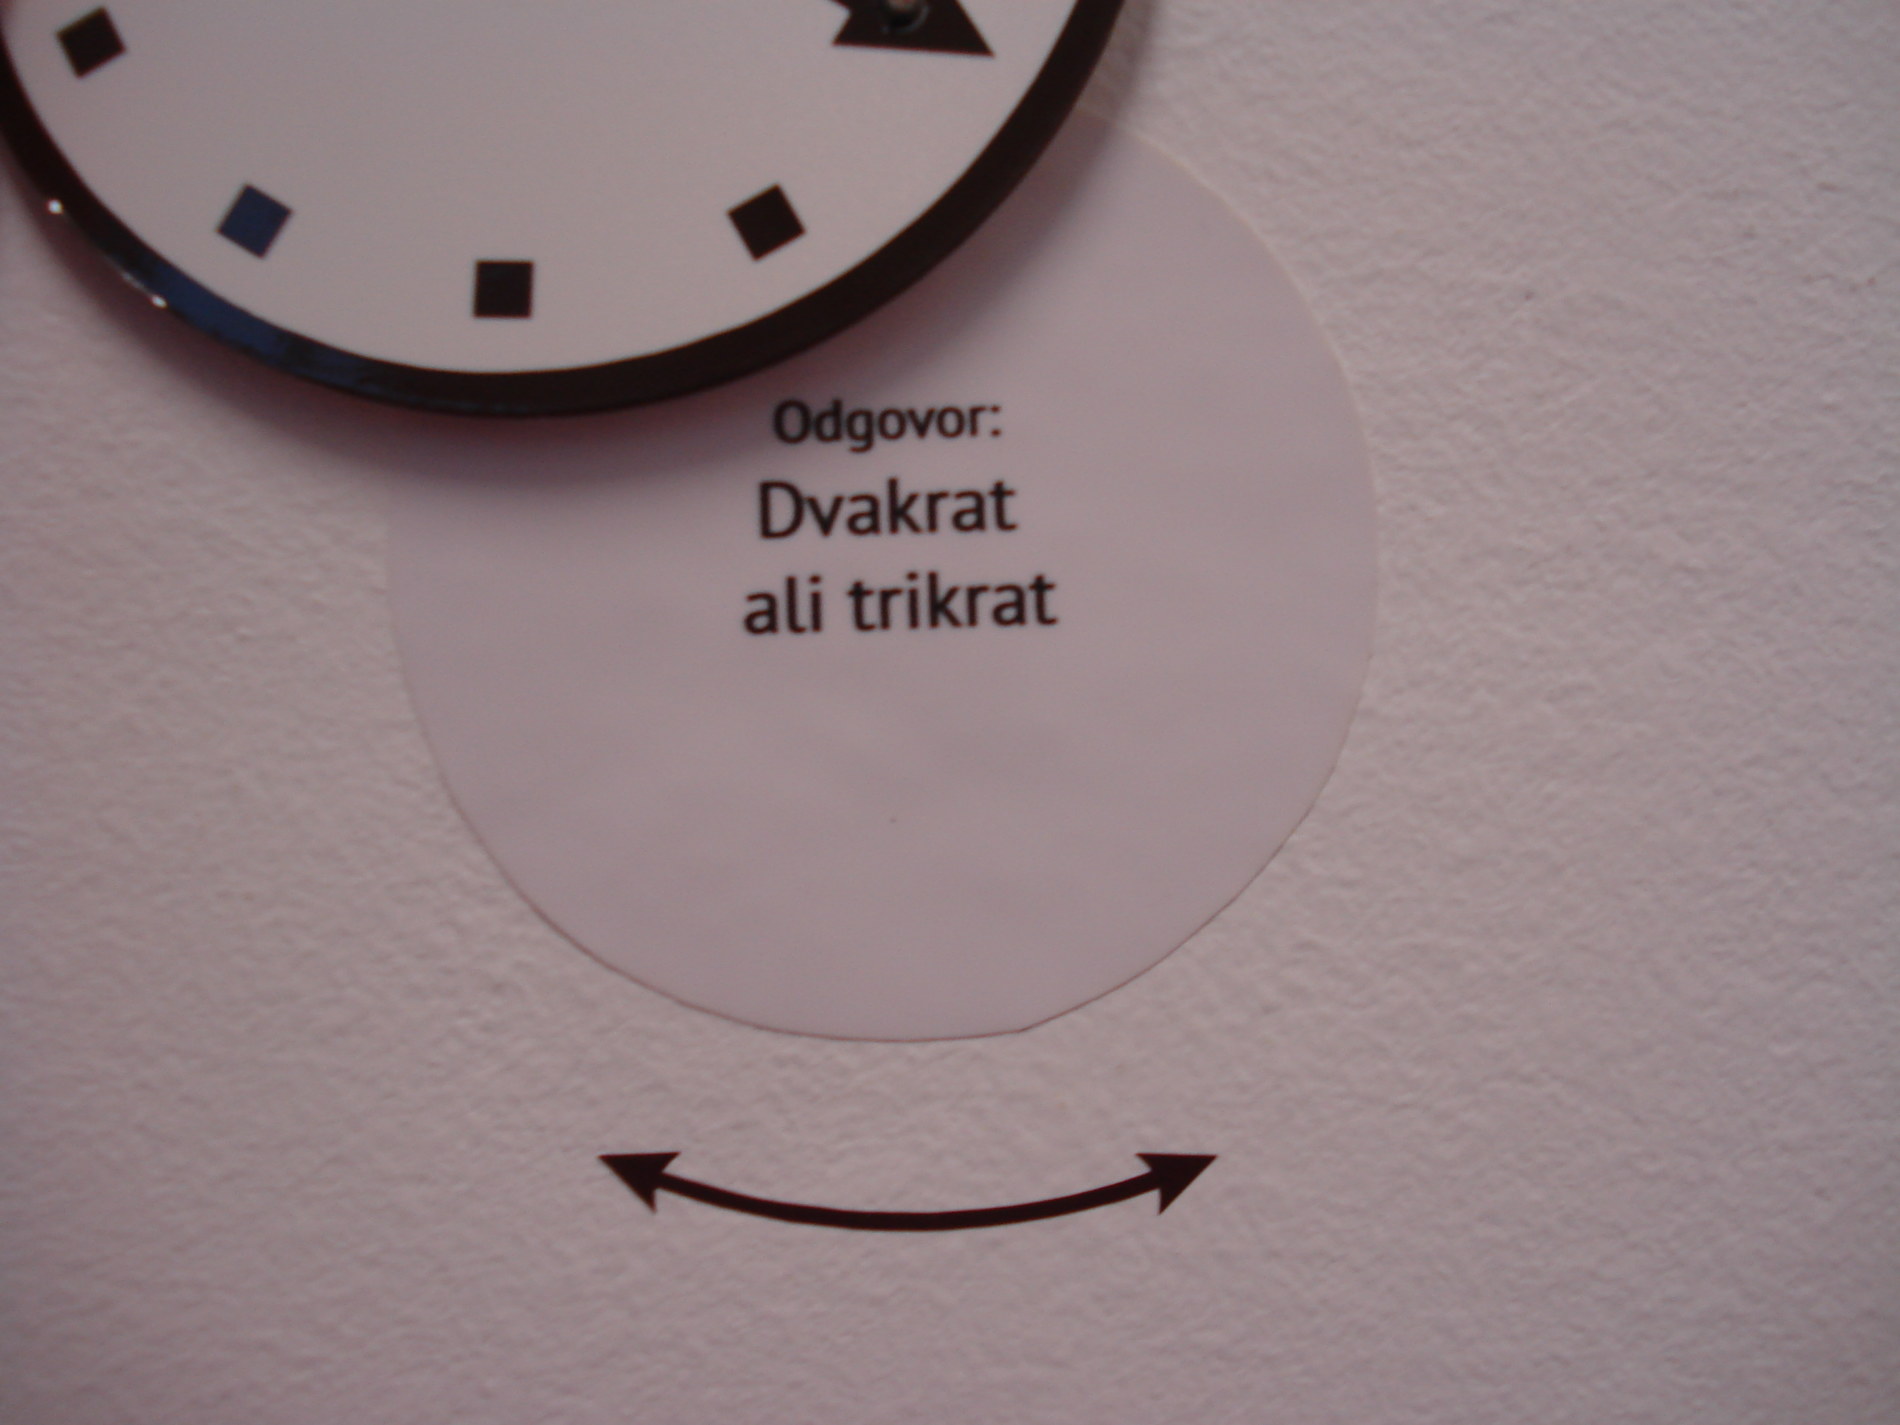 Odgovor:
Dvakrat
ali trikrat